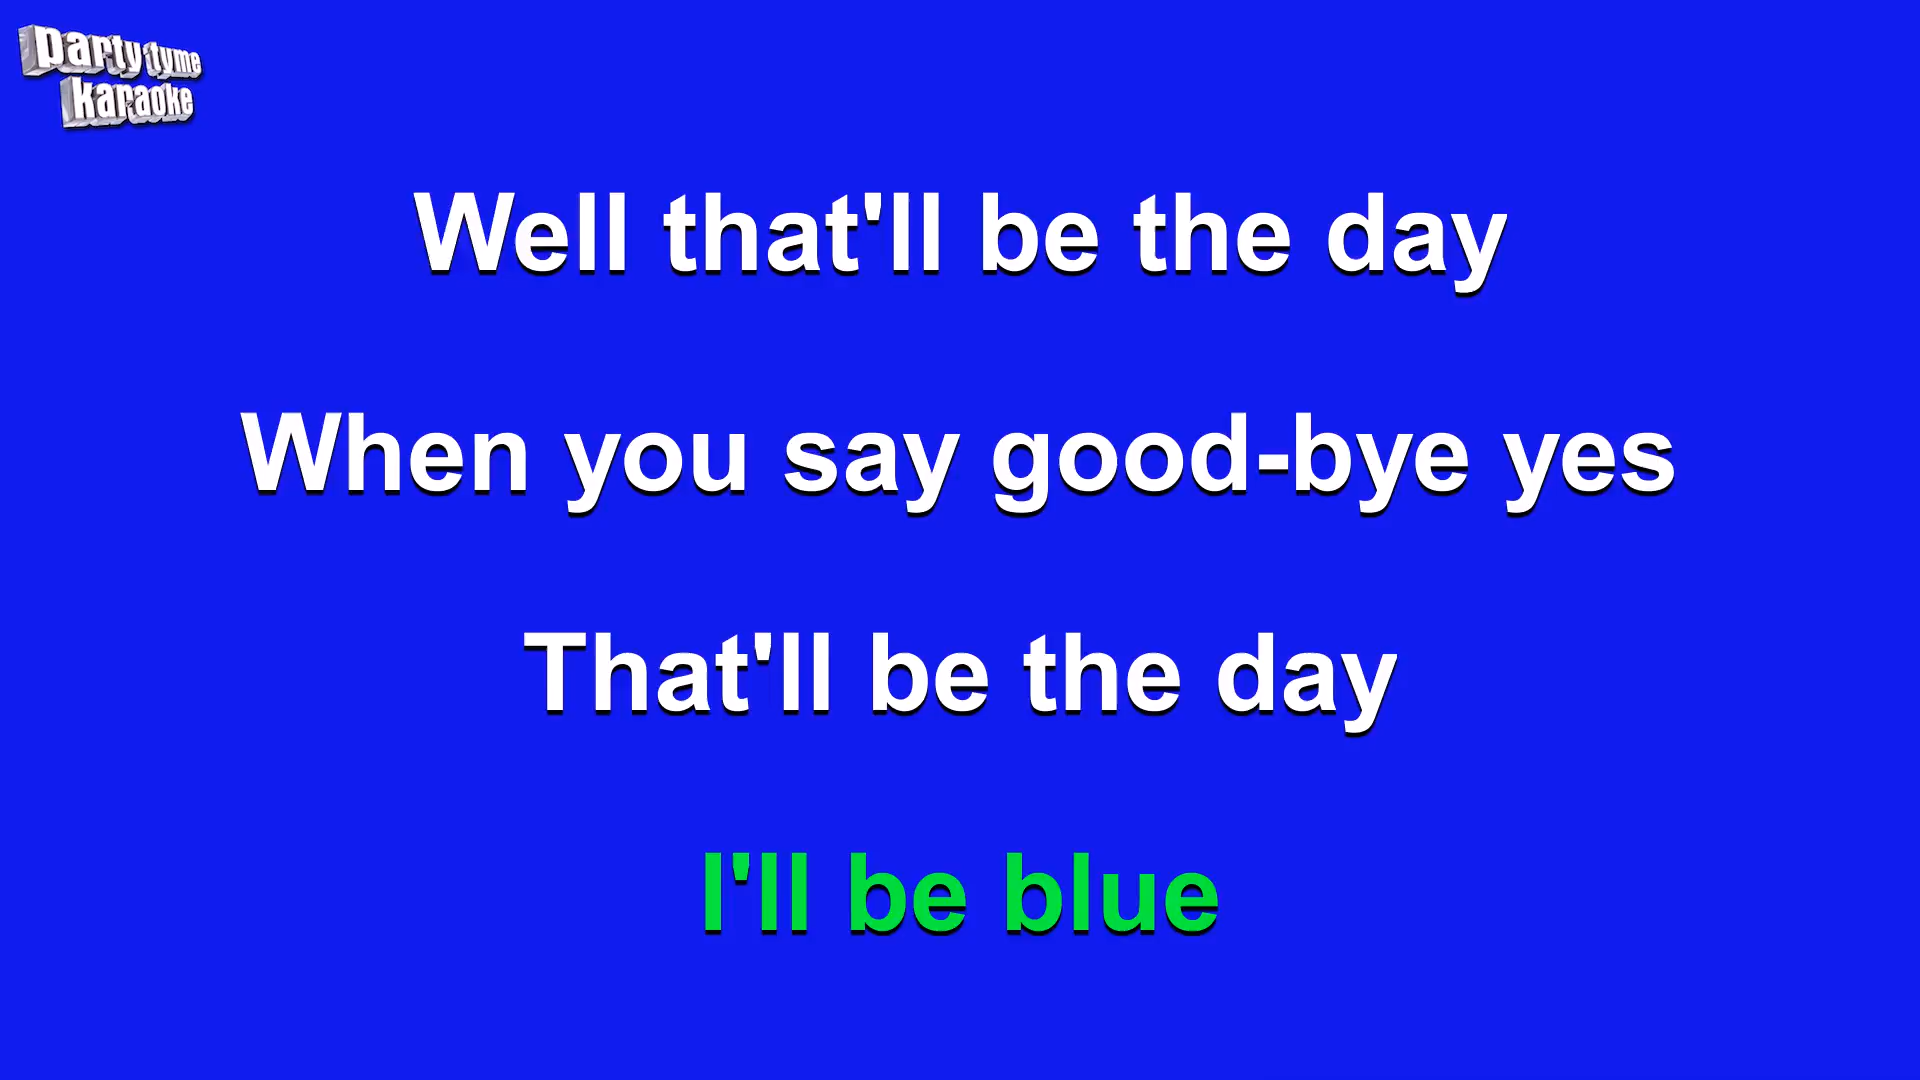 party tyme
karaoke
Well that'll be the day
When you say good-bye yes
That'll be the day
I'll be blue